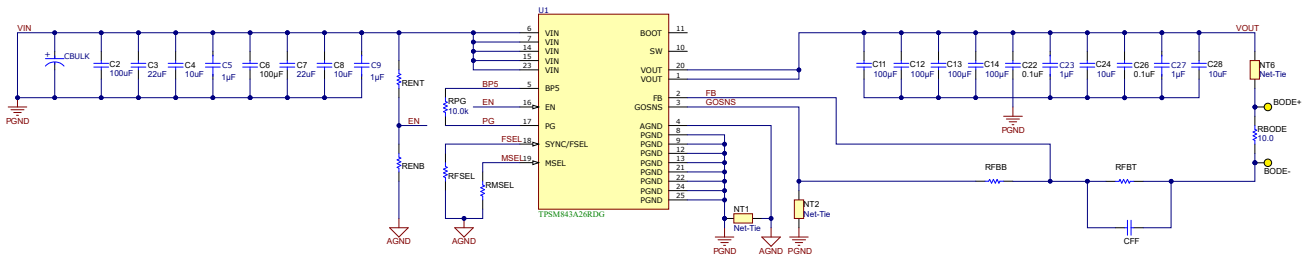 U1
VIN
CBULK
C2
100uF
C3
22uF
C4
10uF
C5
1µF
C6
100µF
C7
22uF
C8
10uF
C9
1µF
PGND
RENT
EN
RENB
AGND
6
VIN
7
VIN
14
VIN
15
VIN
23
VIN
BP5
5
BP5
RPG
10.0k
EN
16
EN
PG
17
PG
FSEL
18
SYNC/FSEL
MSEL
19
MSEL
RFSEL
RMSEL
AGND
TPSM843A26RDG
BOOT
11
SW
10
VOUT
20
VOUT
1
FB
2
FB
GOSNS
3
GOSNS
AGND
4
PGND
8
PGND
9
PGND
12
PGND
13
PGND
21
PGND
22
PGND
24
PGND
25
NT1
Net-Tie
PGND
AGND
NT2
Net-Tie
PGND
VOUT
C11
100µF
C12
100µF
C13
100µF
C14
100µF
C22
0.1uF
C23
1µF
C24
10uF
C26
0.1uF
C27
1µF
C28
10uF
PGND
NT6
Net-Tie
BODE+
RBODE
10.0
BODE-
RFBB
RFBT
CFF